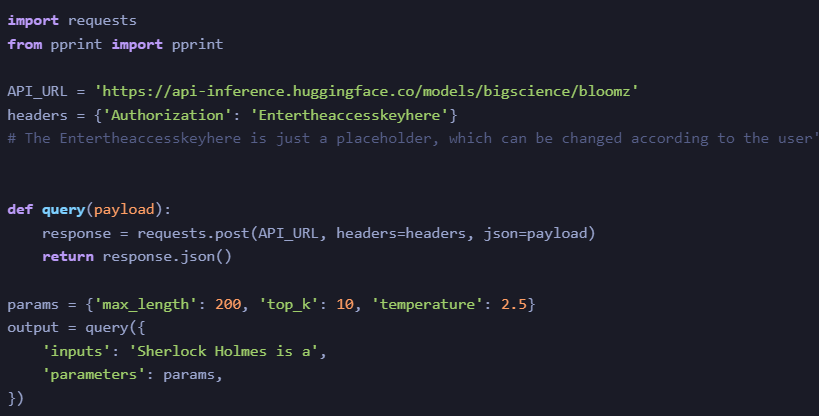 import requests
from pprint import pprint
API_URL = 'https://api-inference.huggingface.co/models/bigscience/bloomz'
headers = {'Authorization': 'Entertheaccesskeyhere'}
# The Entertheaccesskeyhere is just a placeholder, which can be changed according to the user'
def query(payload):
    response = requests.post(API_URL, headers=headers, json=payload)
    return response.json()
params = {'max_length': 200, 'top_k': 10, 'temperature': 2.5}
output = query({
    'inputs': 'Sherlock Holmes is a',
    'parameters': params,
})